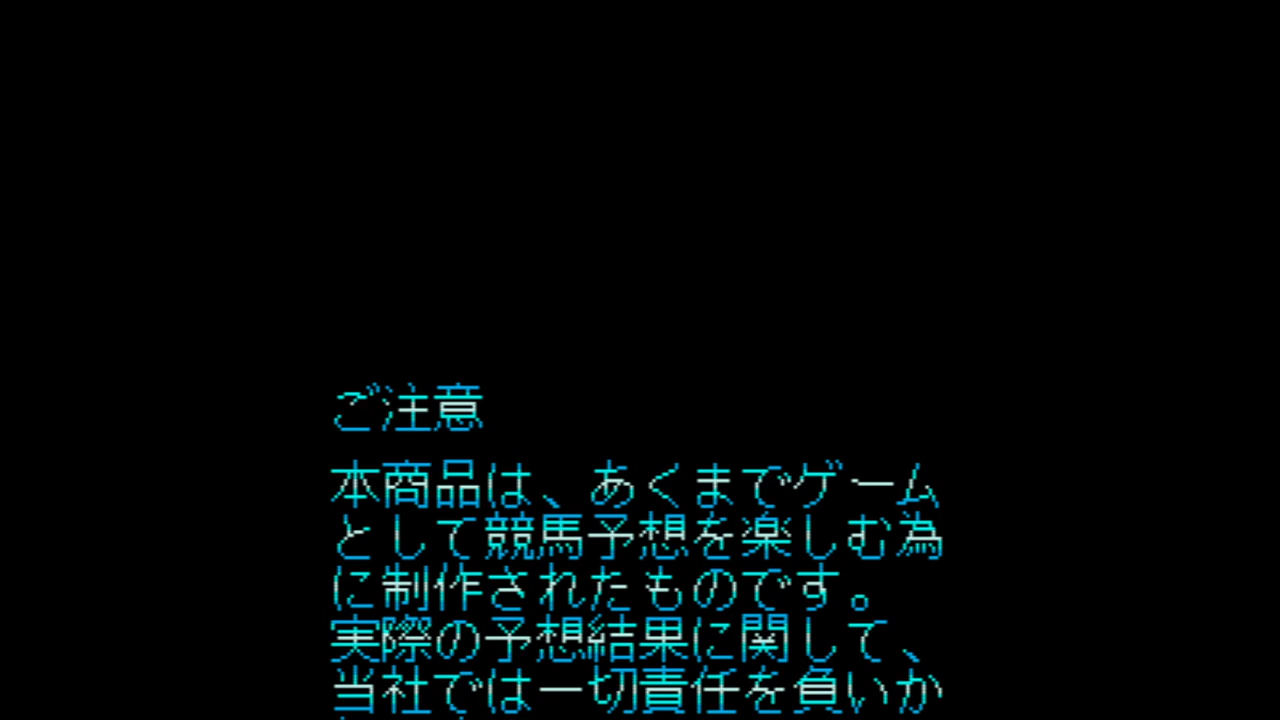 ご注意
本商品は、あくまでゲーム
として競馬予想を楽しむ為
に制作されたものです。
実際の予想結果に関して、
当社では一切責任を負いか